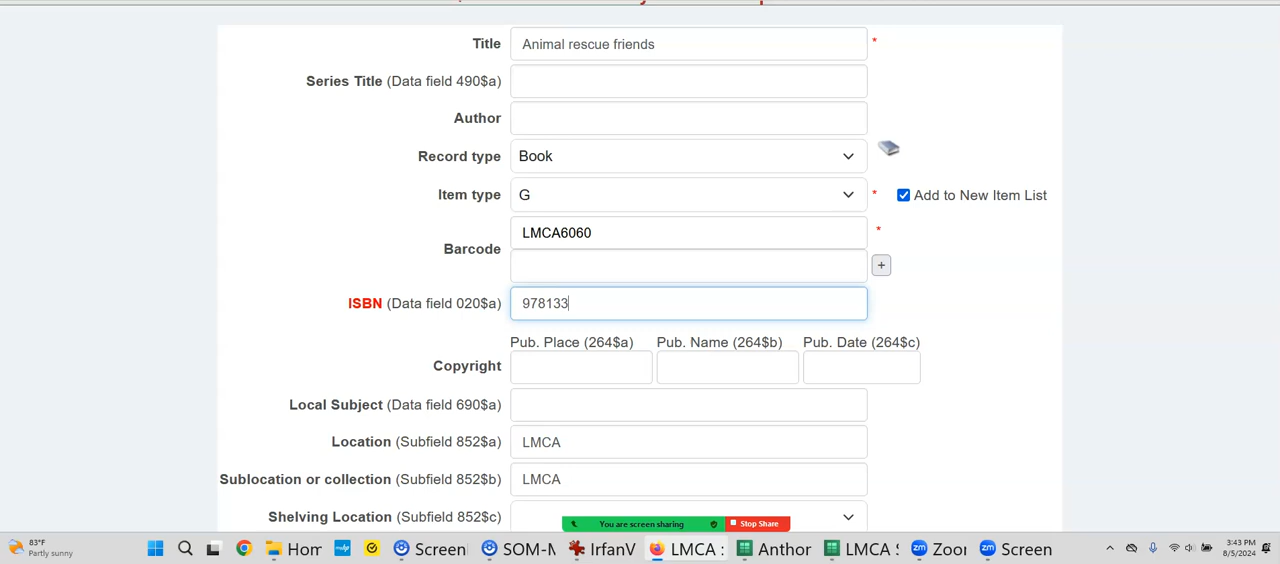 Title Animal rescue friends *
Series Title (Data field 490$a)
Author
Record type Book
Item type G * Add to New Item List
LMCA6060 *
Barcode
+
ISBN (Data field 020$a) 978133
Pub. Place (264$a) Pub. Name (264$b) Pub. Date (264$c)
Copyright
Local Subject (Data field 690$a)
Location (Subfield 852$a) LMCA
Sublocation or collection (Subfield 852$b) LMCA
Shelving Location (Subfield 852$c)
You are screen sharing Stop Share
83°F
Partly sunny
Hom
Screen
SOM-M
IrfanV
LMCA :
Anthor
LMCA S
Zoor
Screen
3:43 PM
8/5/2024